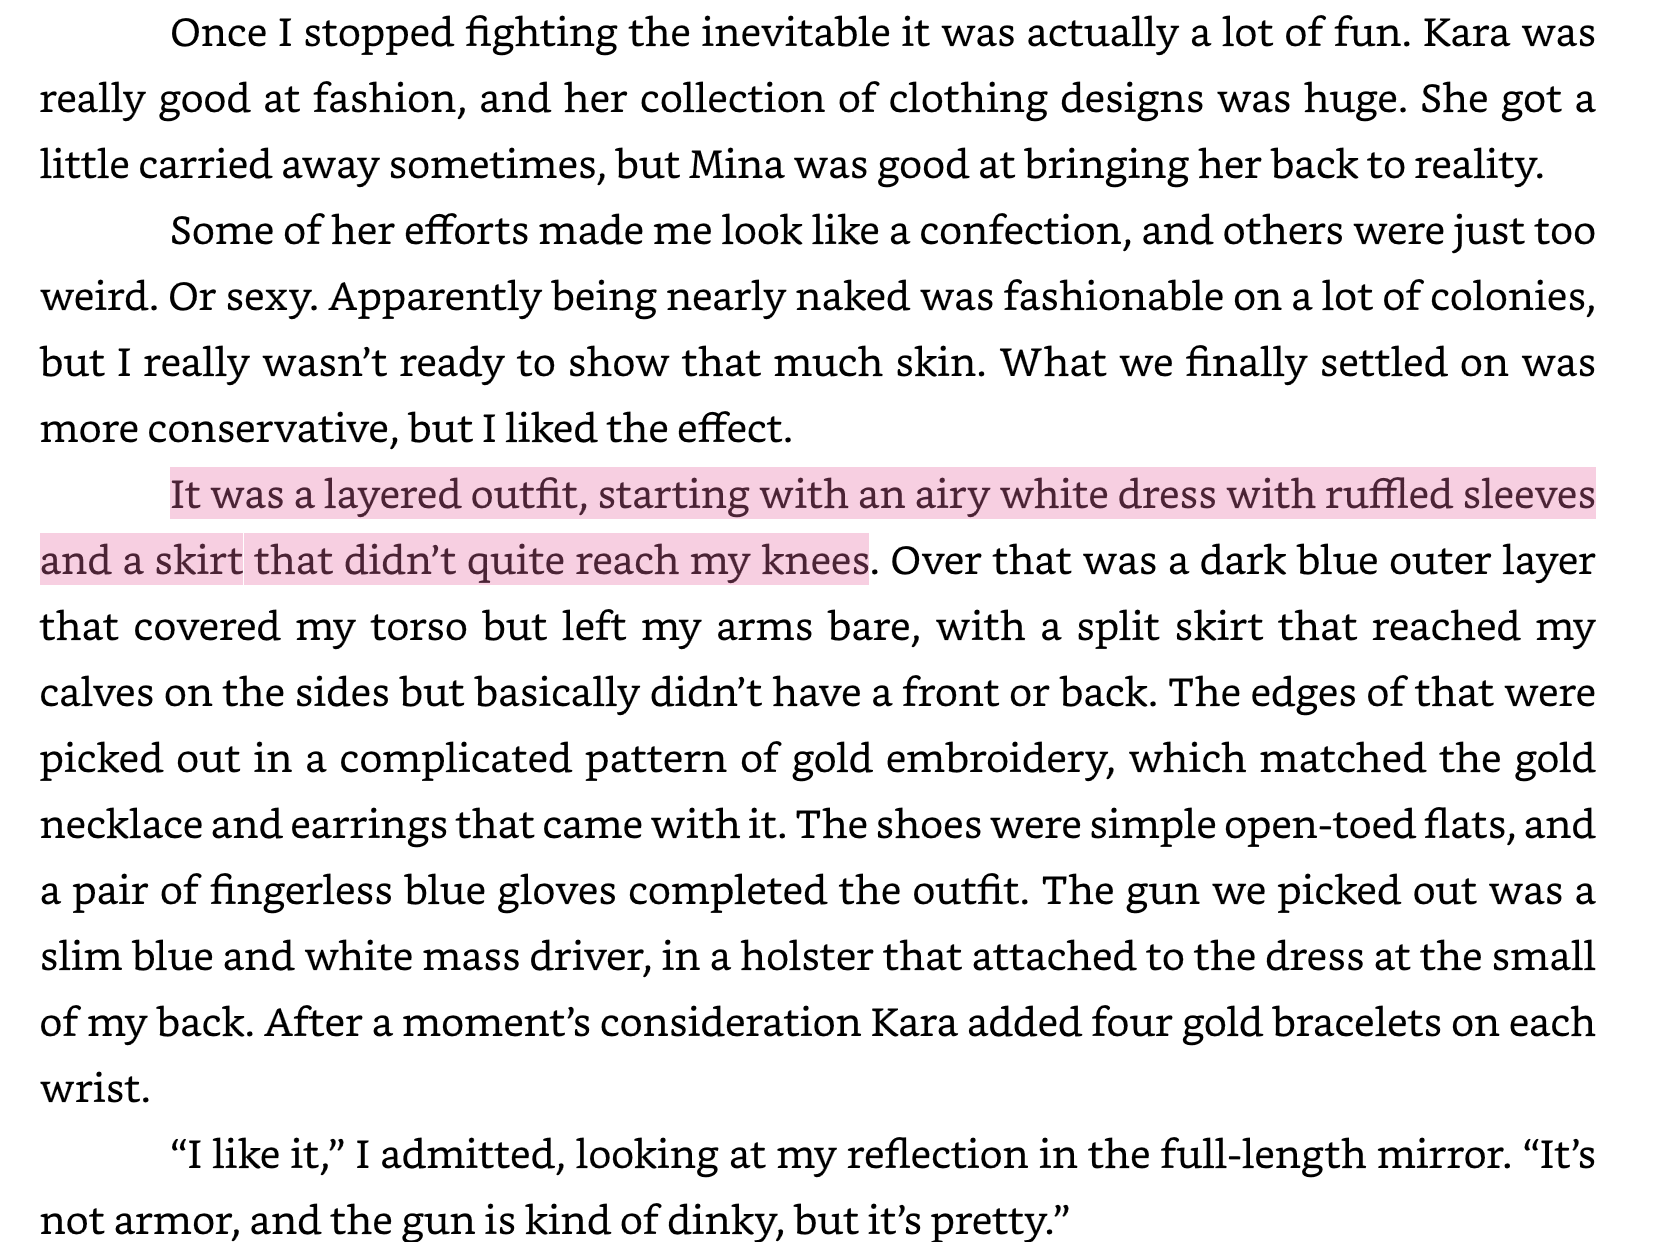 Once I stopped fighting the inevitable it was actually a lot of fun. Kara was
really good at fashion, and her collection of clothing designs was huge. She got a
little carried away sometimes, but Mina was good at bringing her back to reality.
Some of her efforts made me look like a confection, and others were just too
weird. Or sexy. Apparently being nearly naked was fashionable on a lot of colonies,
but I really wasn’t ready to show that much skin. What we finally settled on was
more conservative, but I liked the effect.
It was a layered outfit, starting with an airy white dress with ruffled sleeves
and a skirt that didn’t quite reach my knees. Over that was a dark blue outer layer
that covered my torso but left my arms bare, with a split skirt that reached my
calves on the sides but basically didn’t have a front or back. The edges of that were
picked out in a complicated pattern of gold embroidery, which matched the gold
necklace and earrings that came with it. The shoes were simple open-toed flats, and
a pair of fingerless blue gloves completed the outfit. The gun we picked out was a
slim blue and white mass driver, in a holster that attached to the dress at the small
of my back. After a moment’s consideration Kara added four gold bracelets on each
wrist.
“I like it,” I admitted, looking at my reflection in the full-length mirror. “It’s
not armor, and the gun is kind of dinky, but it’s pretty.”